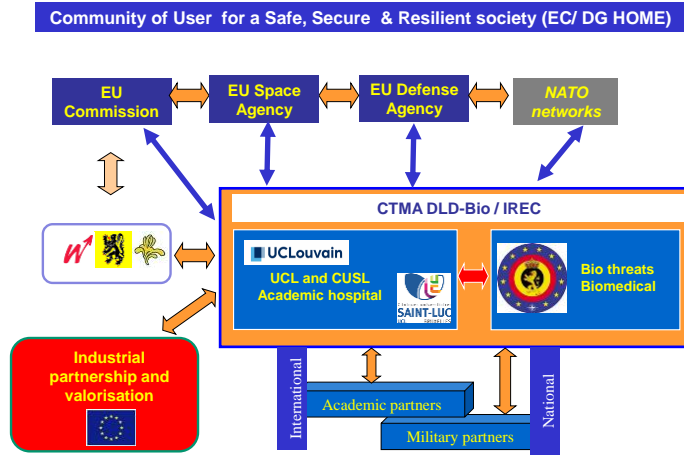 Community of User for a Safe, Secure & Resilient society (EC/ DG HOME)
EU
Commission
EU Space
Agency
EU Defense
Agency
NATO
networks
CTMA DLD-Bio / IREC
UCLouvain
UCL and CUSL
Academic hospital
SAINT-LUC
UCL BRUXELLES
Bio threats
Biomedical
Industrial
partnership and
valorisation
International
Academic partners
Military partners
National